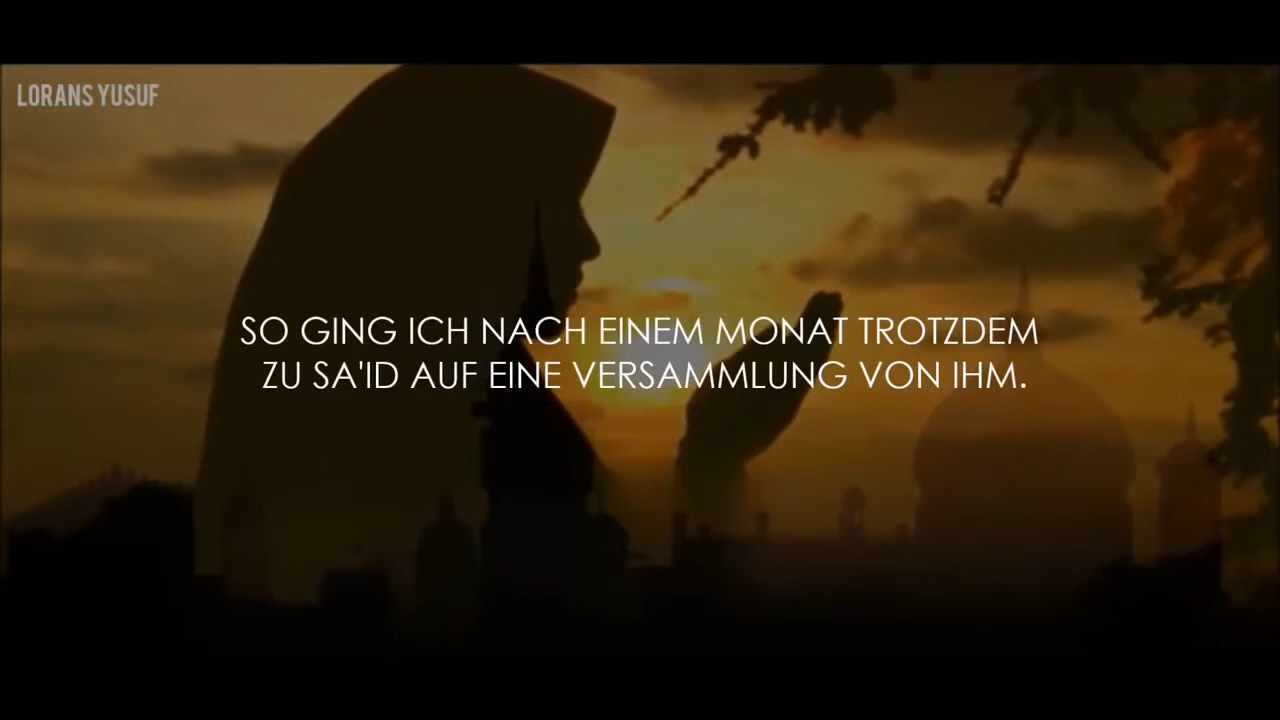 LORANS YUSUF
SO GING ICH NACH EINEM MONAT TROTZDEM
ZU SA'ID AUF EINE VERSAMMLUNG VON IHM.